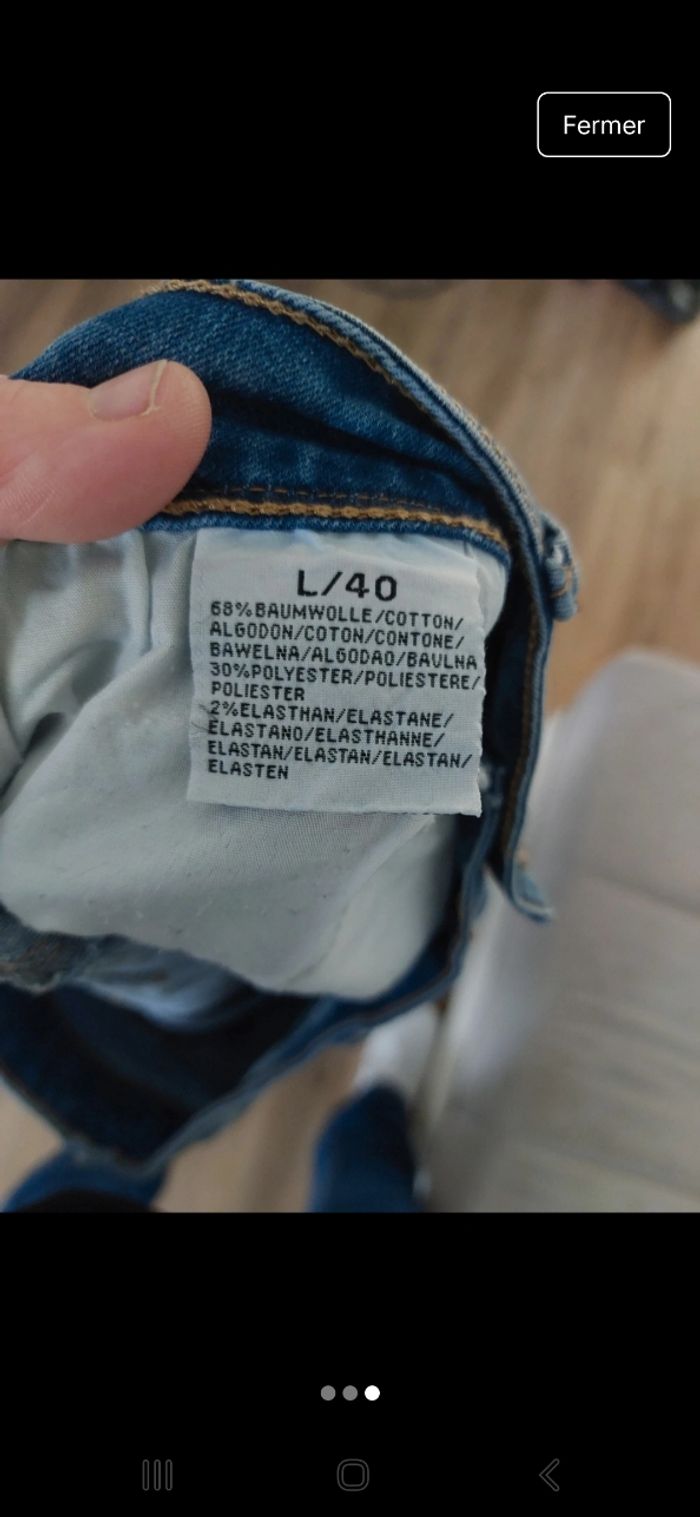 Fermer
L/40
68%BAUMWOLLE/COTTON/
ALGODON/COTON/CONTONE/
BAWELNA/ALGODAO/BAVLNA
30%POLYESTER/POLIESTERE/
POLIESTER
2%ELASTHAN/ELASTANE/
ELASTANO/ELASTHANNE/
ELASTAN/ELASTAN/ELASTAN/
ELASTEN